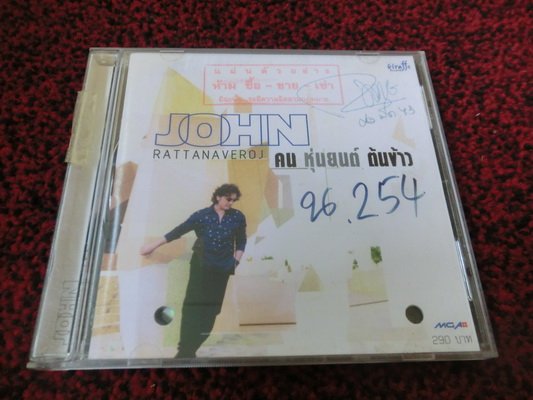 Giraffe
แผ่นตัวอย่าง
ห้าม ซื้อ - ขาย - เช่า
JOHN
RATTANAVEROJ
คน หุ่นยนต์ ต้นข้าว
96.254
MGA
290 บาท